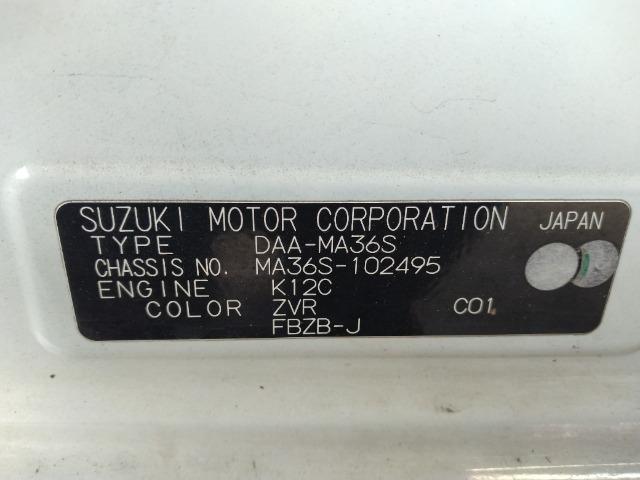 SUZUKI MOTOR CORPORATION JAPAN
TYPE DAA-MA36S
CHASSIS NO. MA36S-102495
ENGINE K12C
COLOR ZVR C01
FBZB-J